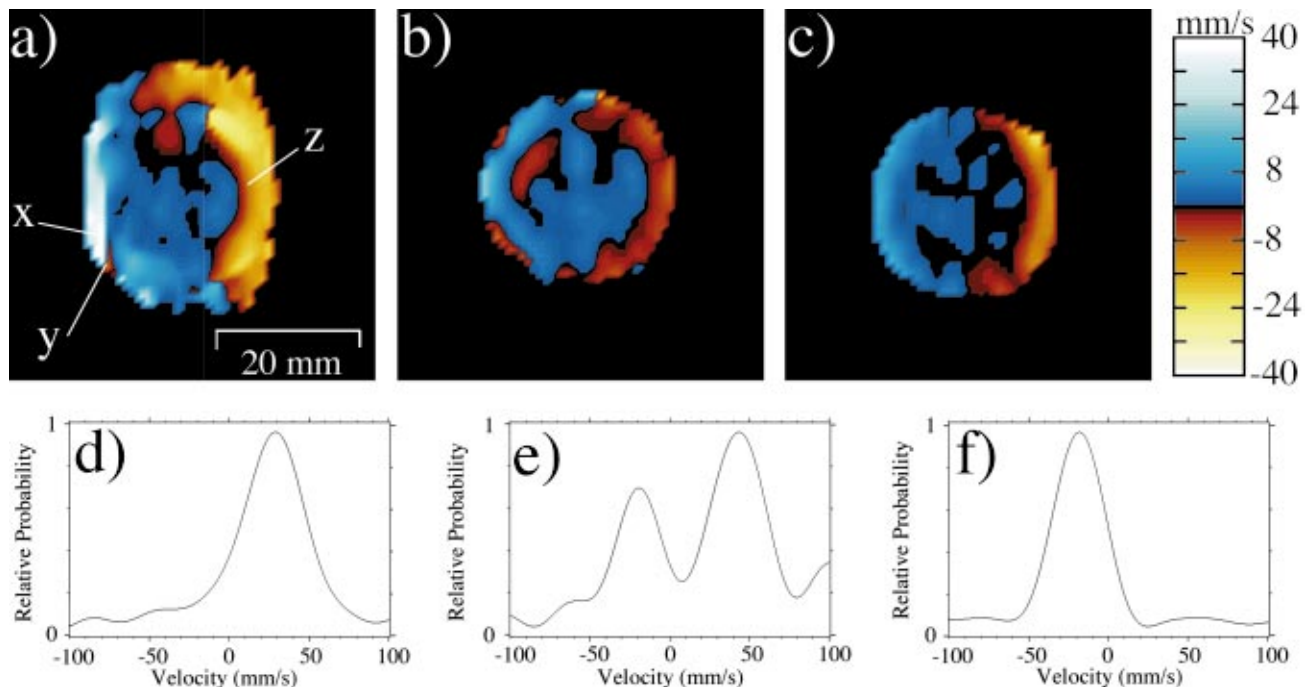 a)
b)
c)
mm/s
40
24
8
-8
-24
-40
x
y
z
20 mm
d)
e)
f)
Relative Probability
1
0
-100 -50 0 50 100
Velocity (mm/s)
Relative Probability
1
0
-100 -50 0 50 100
Velocity (mm/s)
Relative Probability
1
0
-100 -50 0 50 100
Velocity (mm/s)